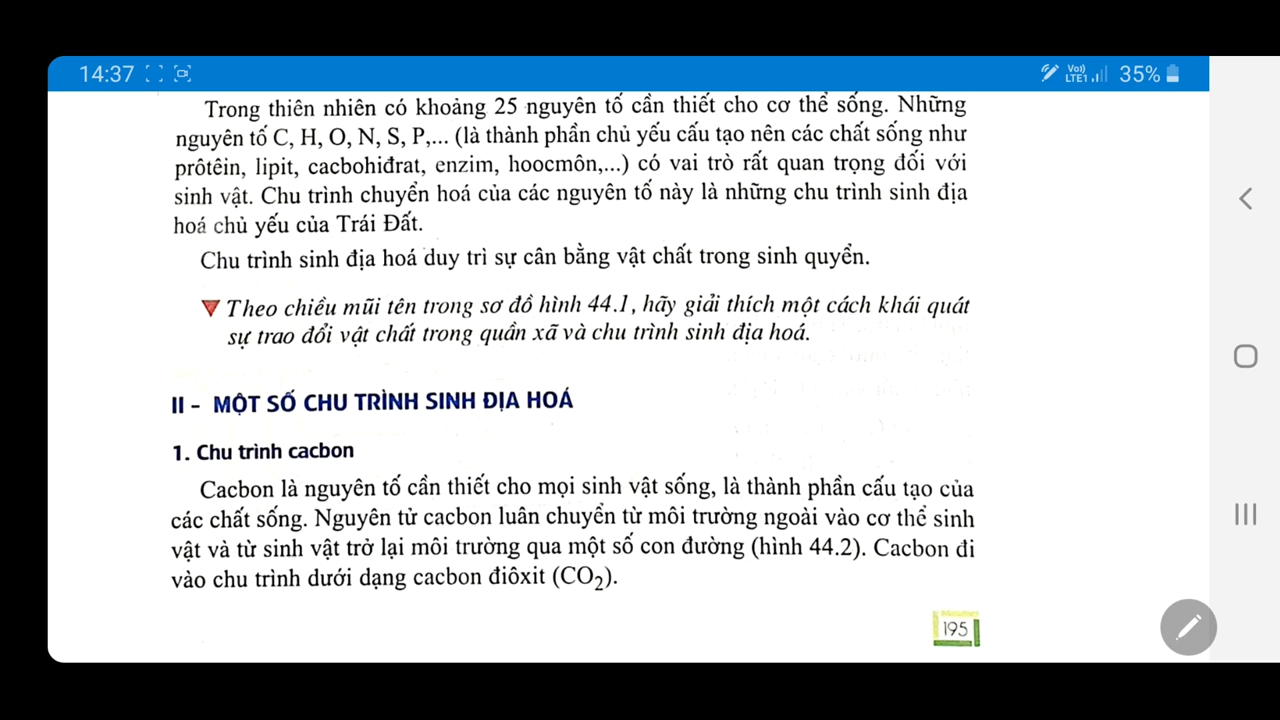 14:37
Vo)
LTE1
35%
Trong thiên nhiên có khoảng 25 nguyên tố cần thiết cho cơ thể sống. Những
nguyên tố C, H, O, N, S, P,... (là thành phần chủ yếu cấu tạo nên các chất sống như
prôtêin, lipit, cacbohiđrat, enzim, hoocmôn,...) có vai trò rất quan trọng đối với
sinh vật. Chu trình chuyển hoá của các nguyên tố này là những chu trình sinh địa
hoá chủ yếu của Trái Đất.
Chu trình sinh địa hoá duy trì sự cân bằng vật chất trong sinh quyển.
Theo chiều mũi tên trong sơ đồ hình 44.1, hãy giải thích một cách khái quát
sự trao đổi vật chất trong quần xã và chu trình sinh địa hoá.
II - MỘT SỐ CHU TRÌNH SINH ĐỊA HOÁ
1. Chu trình cacbon
Cacbon là nguyên tố cần thiết cho mọi sinh vật sống, là thành phần cấu tạo của
các chất sống. Nguyên tử cacbon luân chuyển từ môi trường ngoài vào cơ thể sinh
vật và từ sinh vật trở lại môi trường qua một số con đường (hình 44.2). Cacbon đi
vào chu trình dưới dạng cacbon điôxit (CO₂).
195